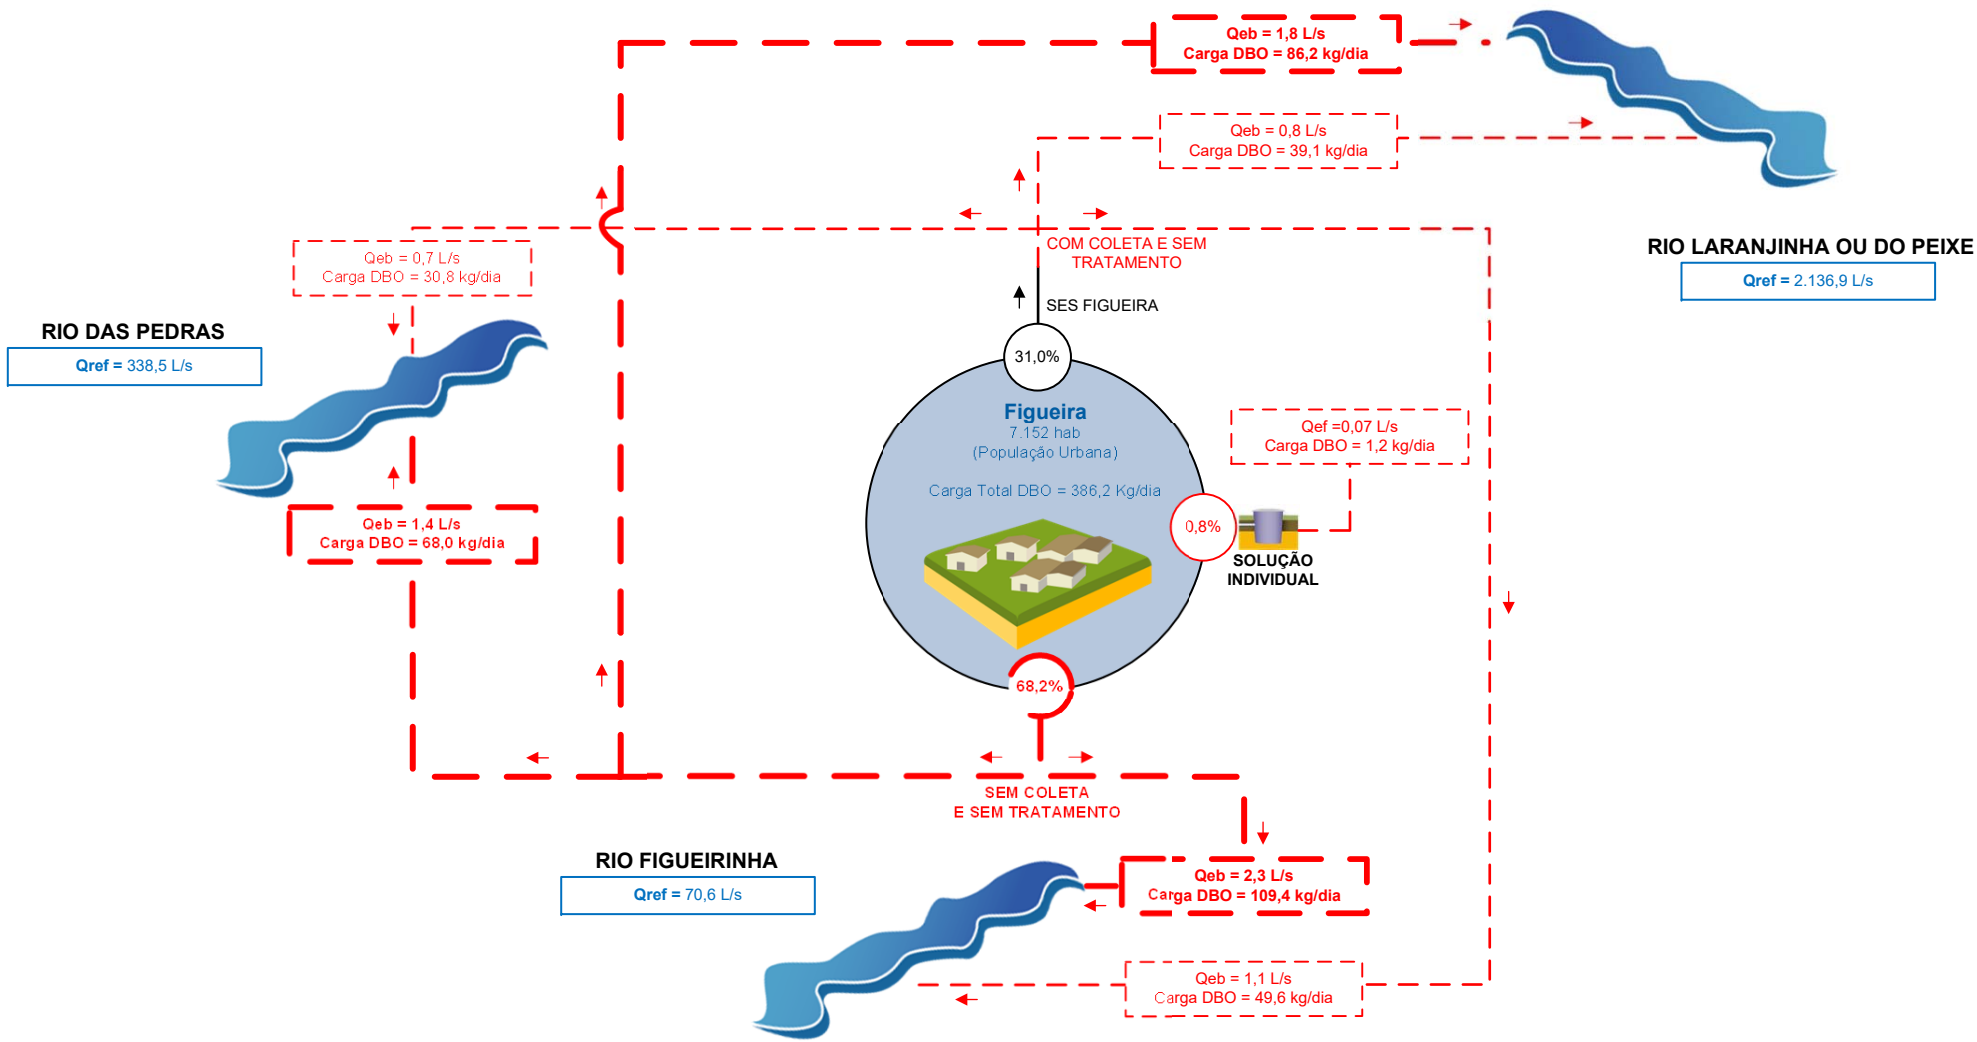 Qeb = 1,8 L/s
Carga DBO = 86,2 kg/dia
Qeb = 0,8 L/s
Carga DBO = 39,1 kg/dia
RIO LARANJINHA OU DO PEIXE
Qref = 2.136,9 L/s
Qeb = 0,7 L/s
Carga DBO = 30,8 kg/dia
COM COLETA E SEM
TRATAMENTO
SES FIGUEIRA
RIO DAS PEDRAS
Qref = 338,5 L/s
31,0%
Figueira
7.152 hab
(População Urbana)
Carga Total DBO = 386,2 Kg/dia
Qef =0,07 L/s
Carga DBO = 1,2 kg/dia
0,8%
SOLUÇÃO
INDIVIDUAL
Qeb = 1,4 L/s
Carga DBO = 68,0 kg/dia
68,2%
SEM COLETA
E SEM TRATAMENTO
RIO FIGUEIRINHA
Qref = 70,6 L/s
Qeb = 2,3 L/s
Carga DBO = 109,4 kg/dia
Qeb = 1,1 L/s
Carga DBO = 49,6 kg/dia